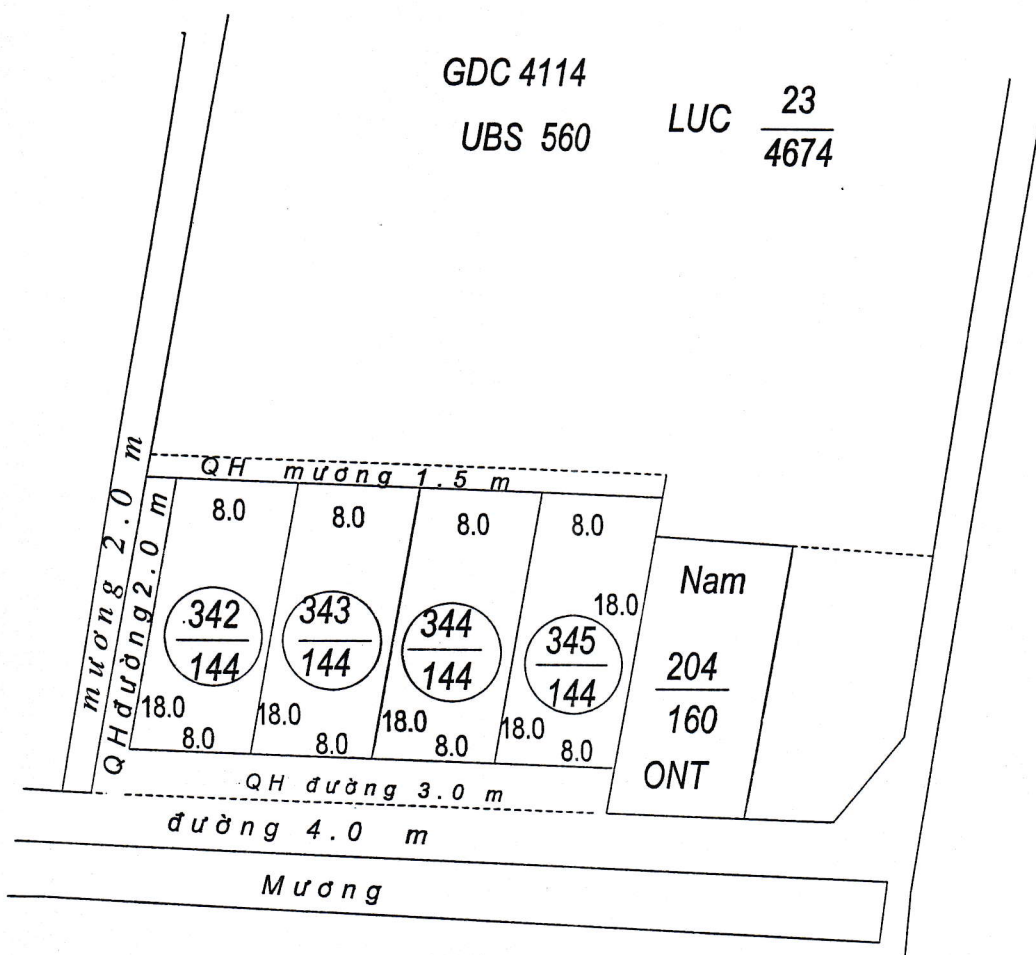 GDC 4114
UBS 560
LUC 23
4674
mương 2.0 m
QH đường 2.0 m
QH mương 1.5 m
8.0 8.0 8.0 8.0
Nam
18.0
342 343 344 345
144 144 144 144
204
160
18.0 18.0 18.0 18.0
8.0 8.0 8.0 8.0
ONT
QH đường 3.0 m
đường 4.0 m
Mương